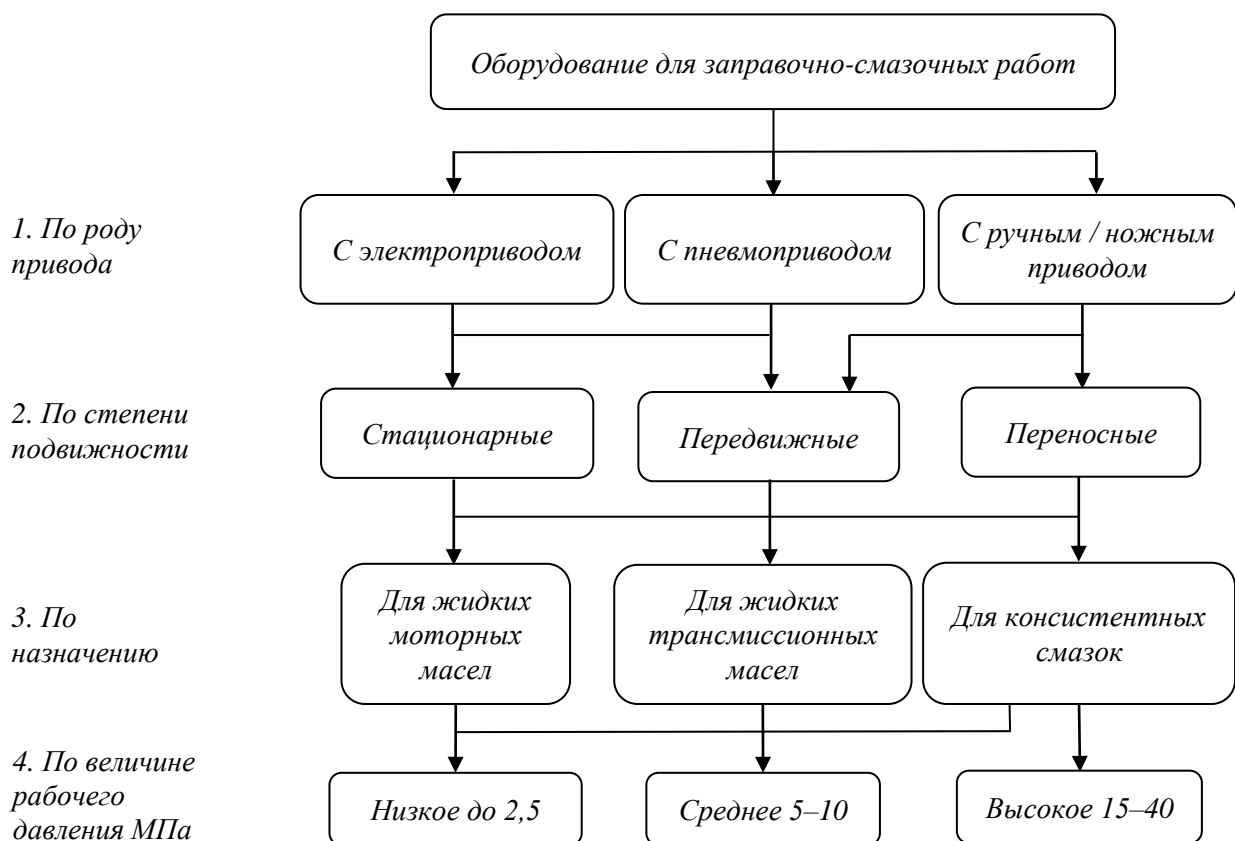 Оборудование для заправочно-смазочных работ
1. По роду
привода
С электроприводом
С пневмоприводом
С ручным / ножным
приводом
2. По степени
подвижности
Стационарные
Передвижные
Переносные
3. По
назначению
Для жидких
моторных
масел
Для жидких
трансмиссионных
масел
Для консистентных
смазок
4. По величине
рабочего
давления МПа
Низкое до 2,5
Среднее 5–10
Высокое 15–40